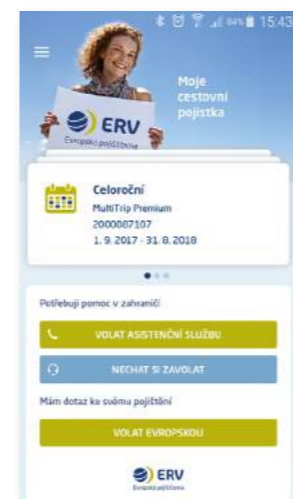 84% 15:43
Moje
cestovní
pojistka
ERV
Evropská pojišťovna
Celoroční
MultiTrip Premium
2000087107
1. 9. 2017 - 31. 8. 2018
Potřebuji pomoc v zahraničí
VOLAT ASISTENČNÍ SLUŽBU
NECHAT SI ZAVOLAT
Mám dotaz ke svému pojištění
VOLAT EVROPSKOU
ERV
Evropská pojišťovna